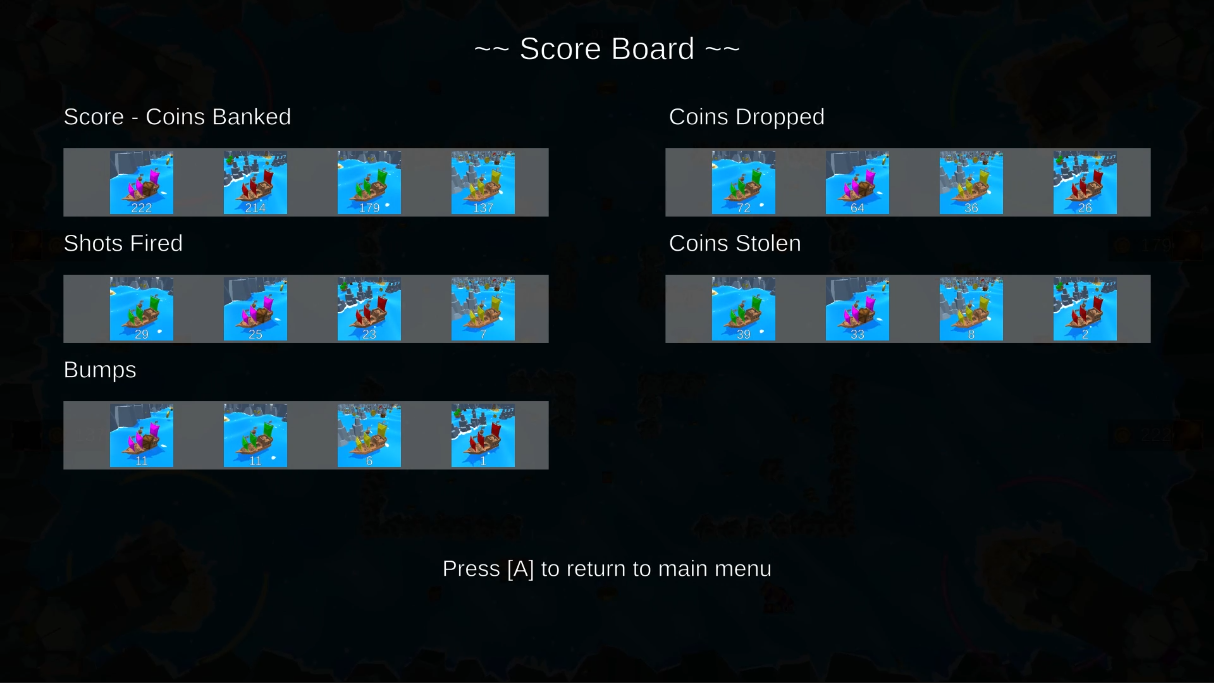 ~~ Score Board ~~
Score - Coins Banked
222 214 179 137
Shots Fired
29 25 23 7
Bumps
11 11 6 1
Coins Dropped
72 64 36 26
Coins Stolen
39 33 8 2
Press [A] to return to main menu